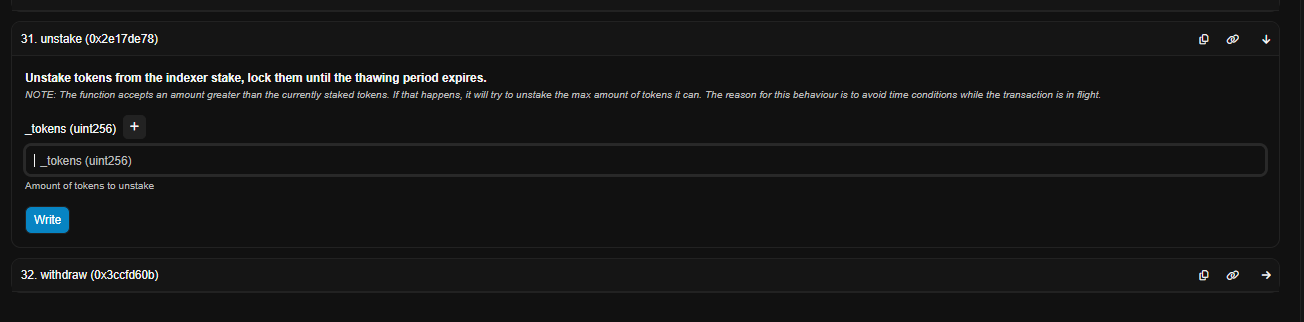 31. unstake (0x2e17de78)
Unstake tokens from the indexer stake, lock them until the thawing period expires.
NOTE: The function accepts an amount greater than the currently staked tokens. If that happens, it will try to unstake the max amount of tokens it can. The reason for this behaviour is to avoid time conditions while the transaction is in flight.
_tokens (uint256) +
_tokens (uint256)
Amount of tokens to unstake
Write
32. withdraw (0x3ccfd60b)